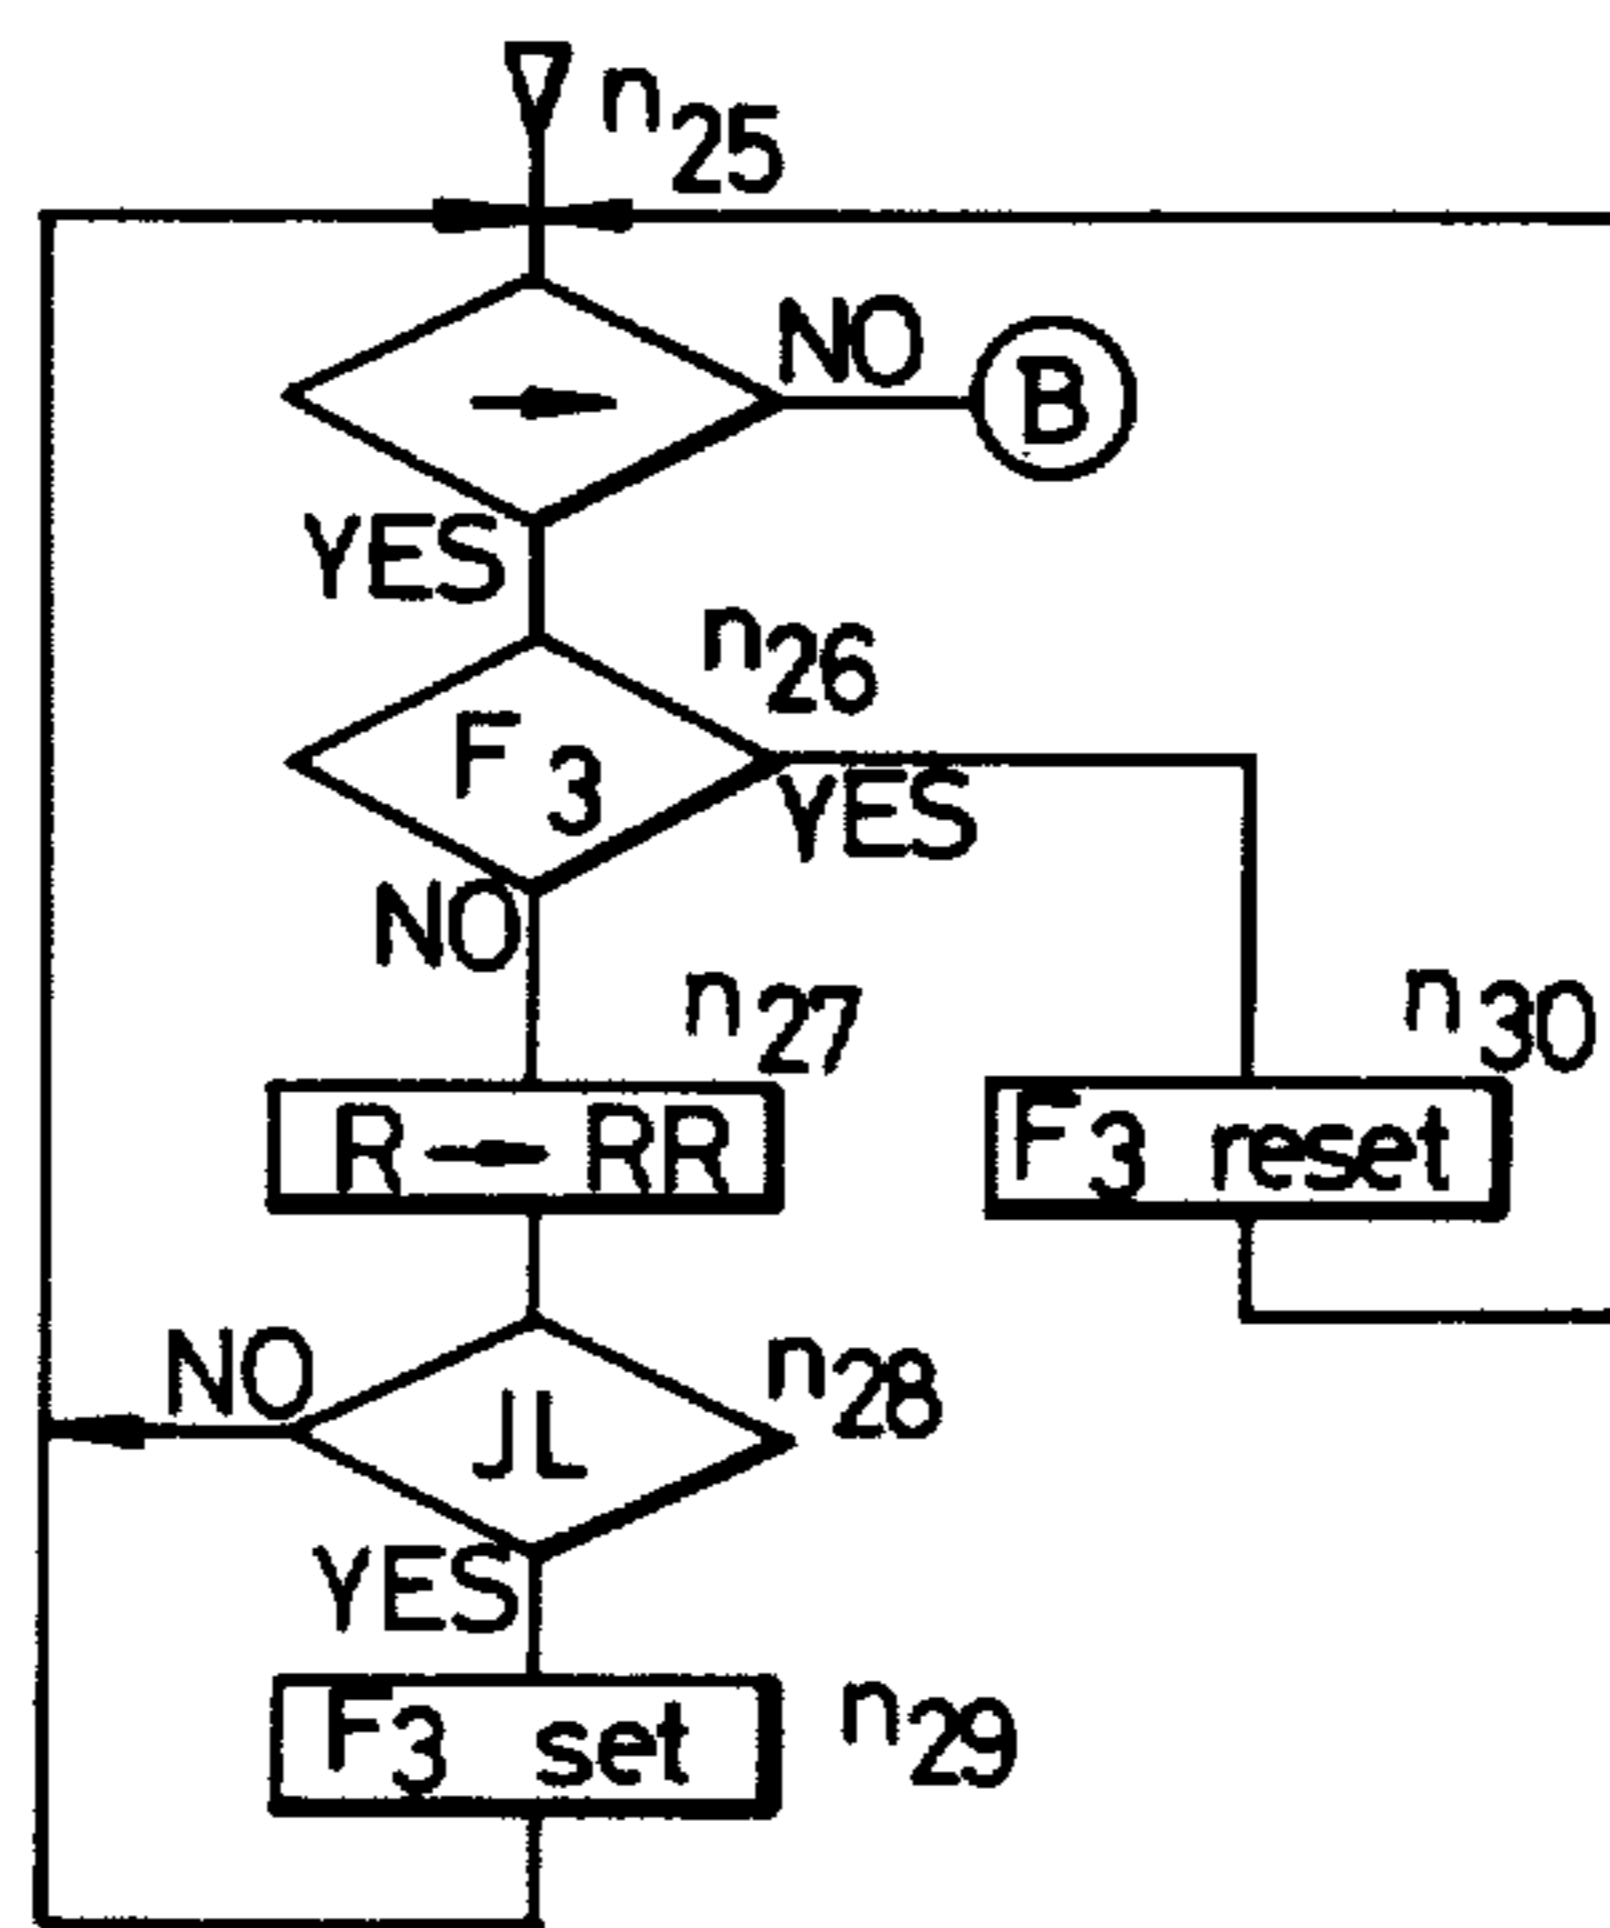 n25
NO
B
→
YES
n26
F3
YES
NO
n27
R → RR
n30
F3 reset
NO
n28
JL
YES
F3 set
n29